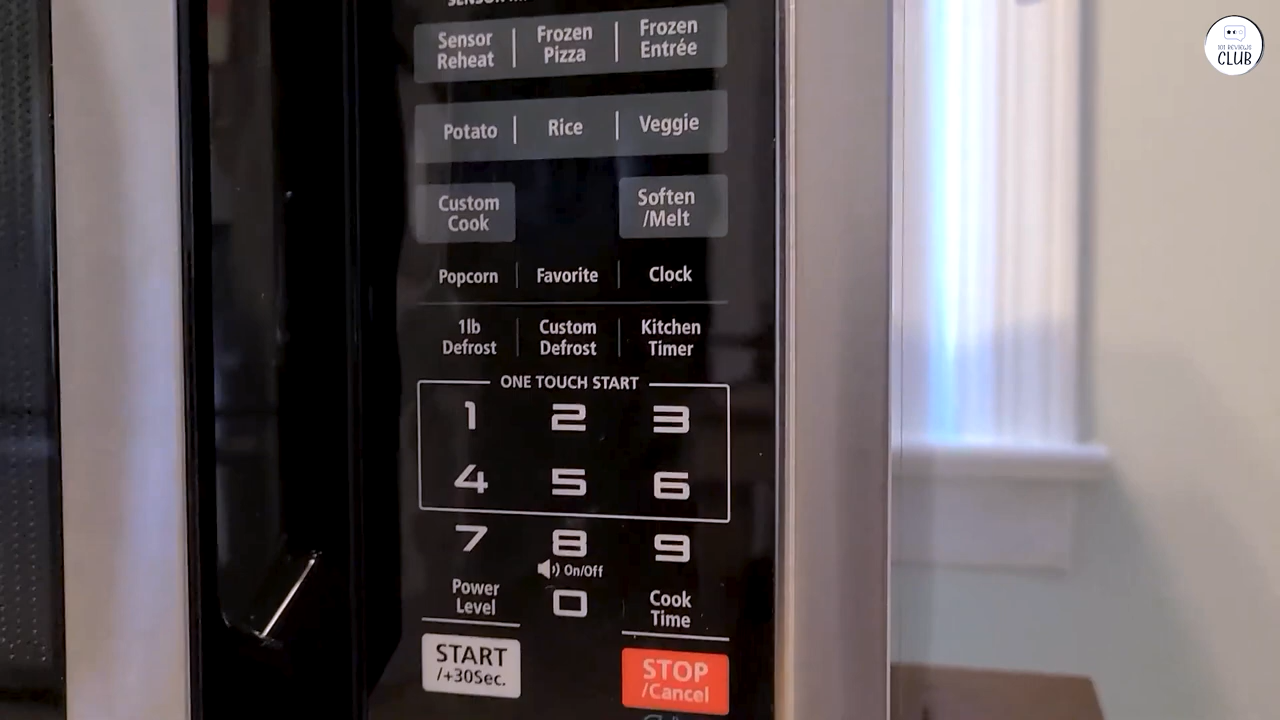 Sensor Reheat | Frozen Pizza | Frozen Entrée
Potato | Rice | Veggie
Custom Cook
Soften /Melt
Popcorn | Favorite | Clock
1lb Defrost | Custom Defrost | Kitchen Timer
ONE TOUCH START
1 2 3
4 5 6
7 8 9
On/Off
Power Level 0 Cook Time
START /+30Sec.
STOP /Cancel
101 REVIEWS
CLUB